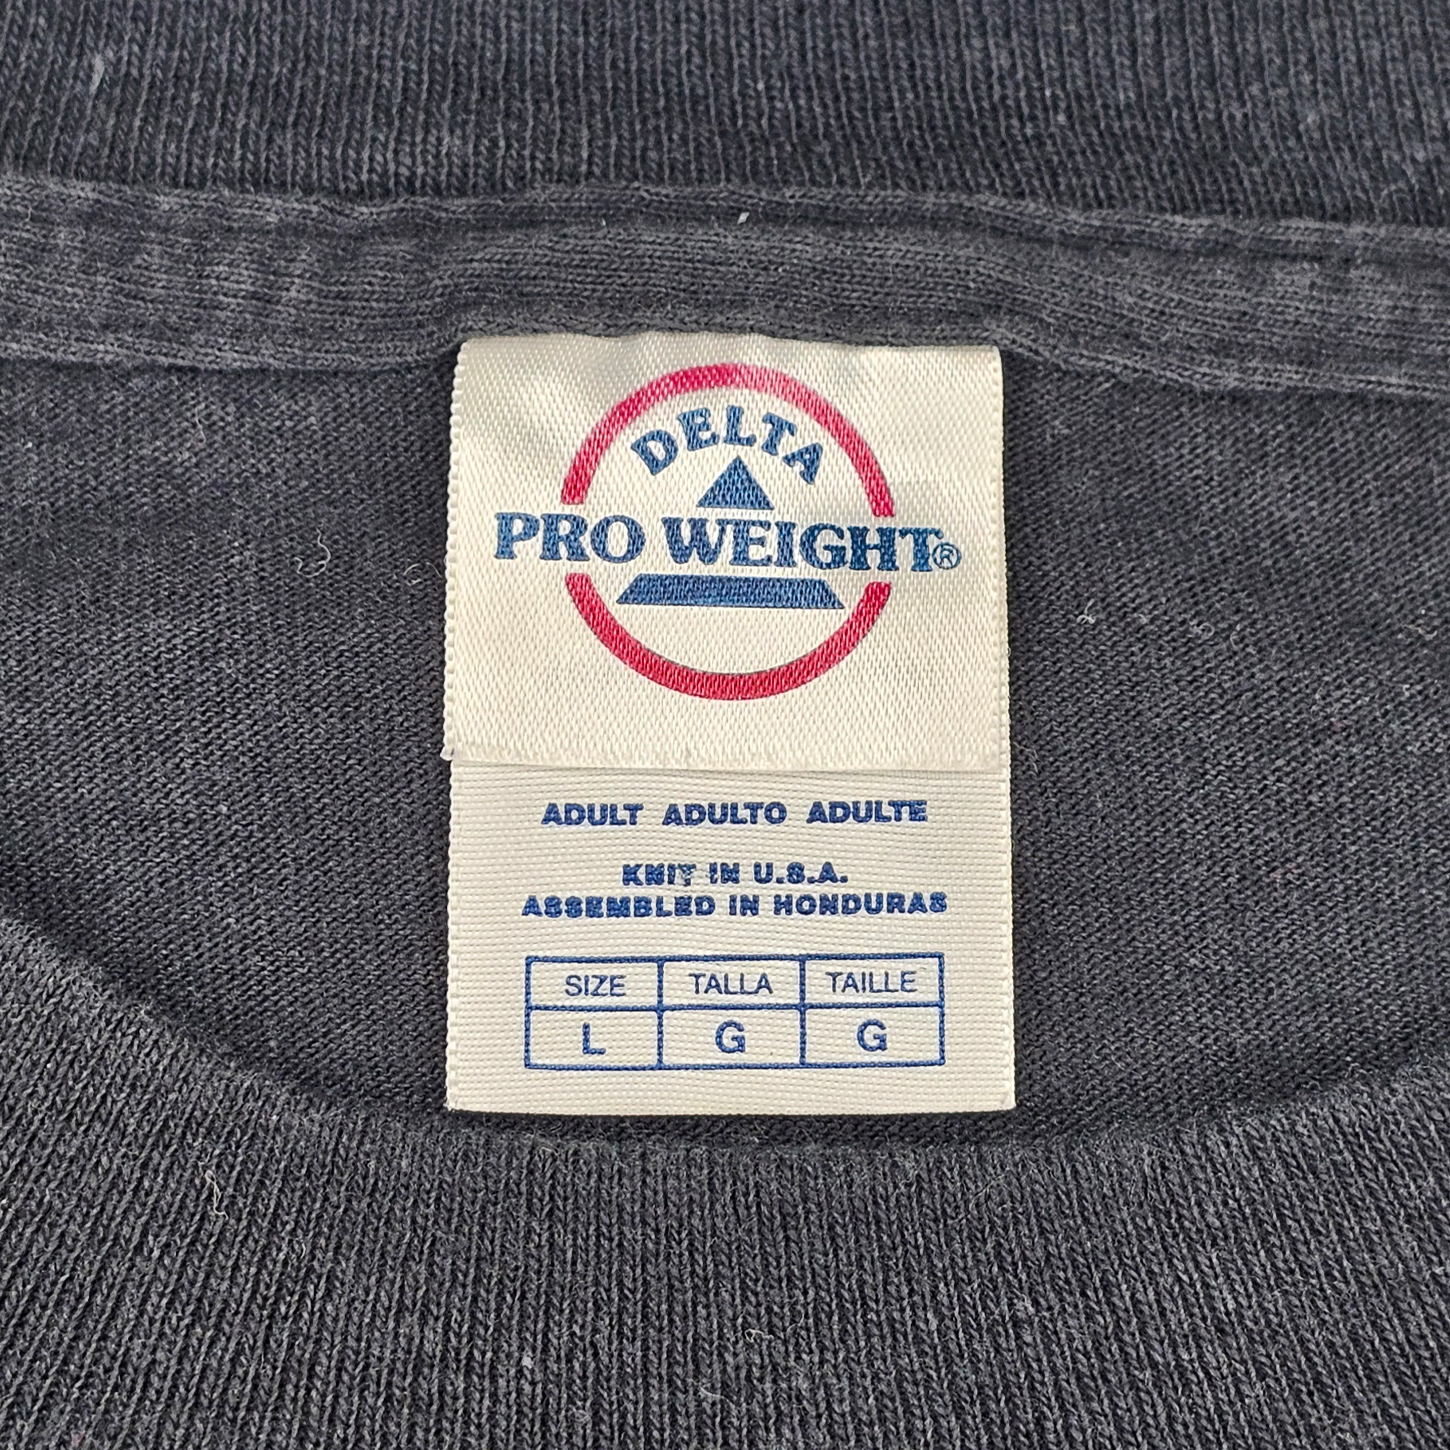 DELTA
PRO WEIGHT®
ADULT ADULTO ADULTE
KNIT IN U.S.A.
ASSEMBLED IN HONDURAS
SIZE TALLA TAILLE
L G G